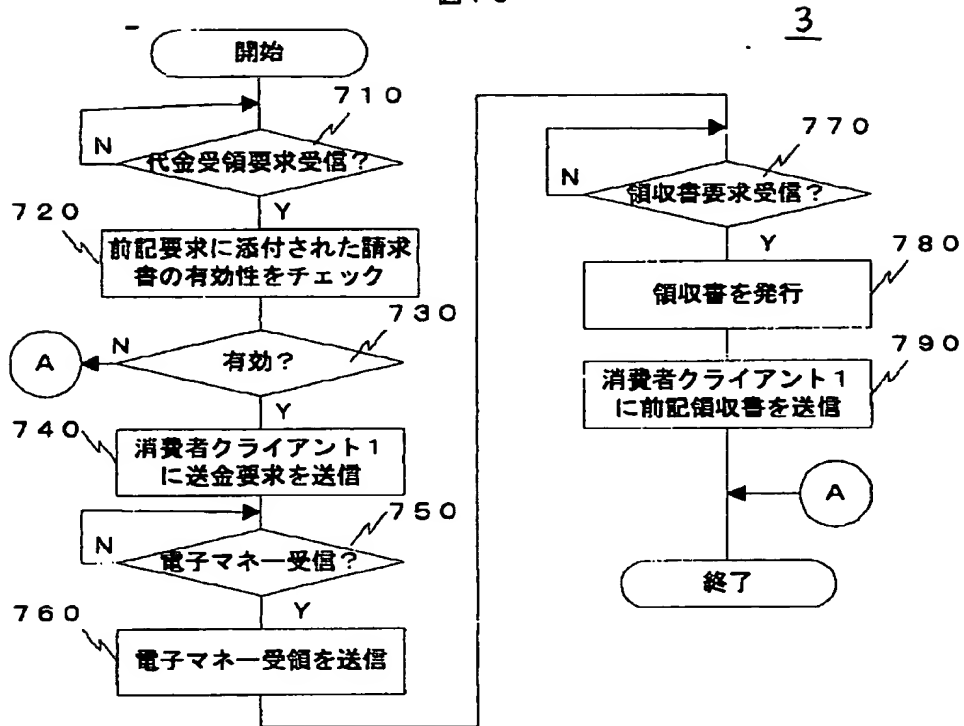 3
開始
710
N
代金受領要求受信?
Y
720
前記要求に添付された請求
書の有効性をチェック
730
A
N
有効?
Y
740
消費者クライアント1
に送金要求を送信
750
N
電子マネー受信?
Y
760
電子マネー受領を送信
770
N
領収書要求受信?
Y
780
領収書を発行
790
消費者クライアント1
に前記領収書を送信
A
終了